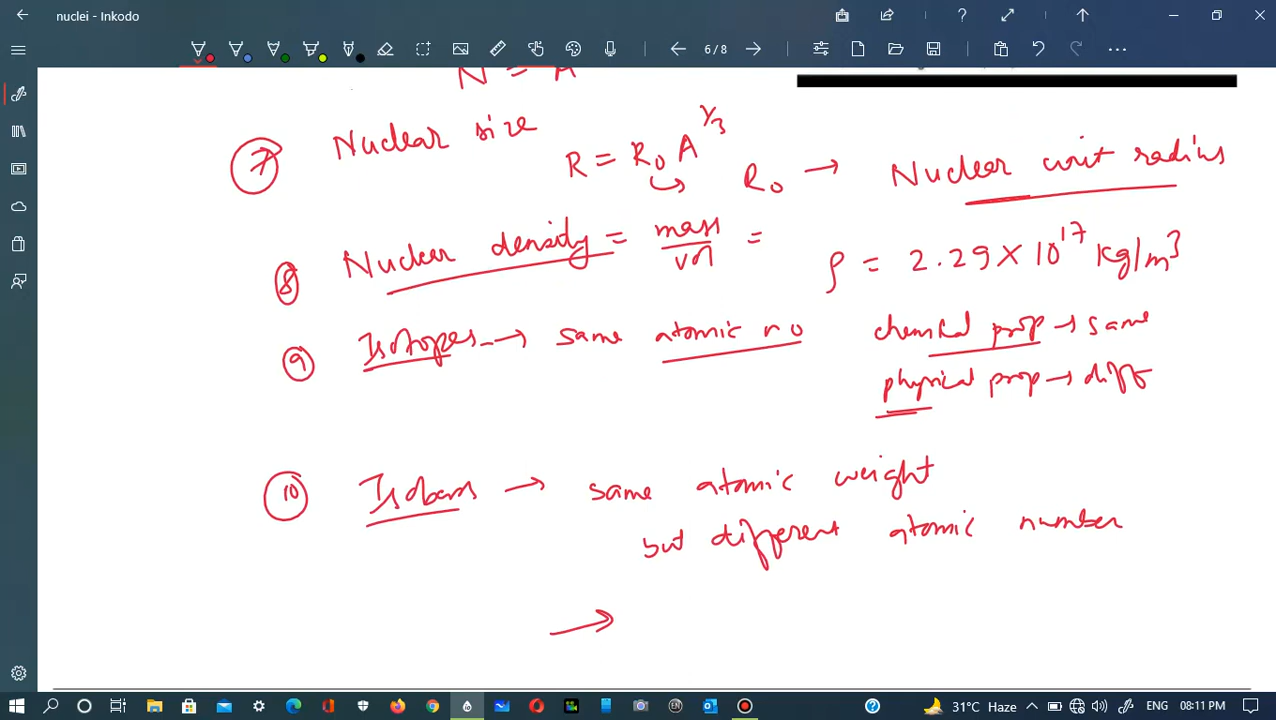 nuclei - Inkodo
6/8
N = A
7 Nuclear size R = R₀ A^1/3
R₀ → Nuclear unit radius
8 Nuclear density = mass/vol = ρ = 2.29 × 10^17 kg/m³
9 Isotopes → same atomic no chemical prop → same
physical prop → diff
10 Isobars → same atomic weight
but different atomic number
→
31°C Haze ENG 08:11 PM